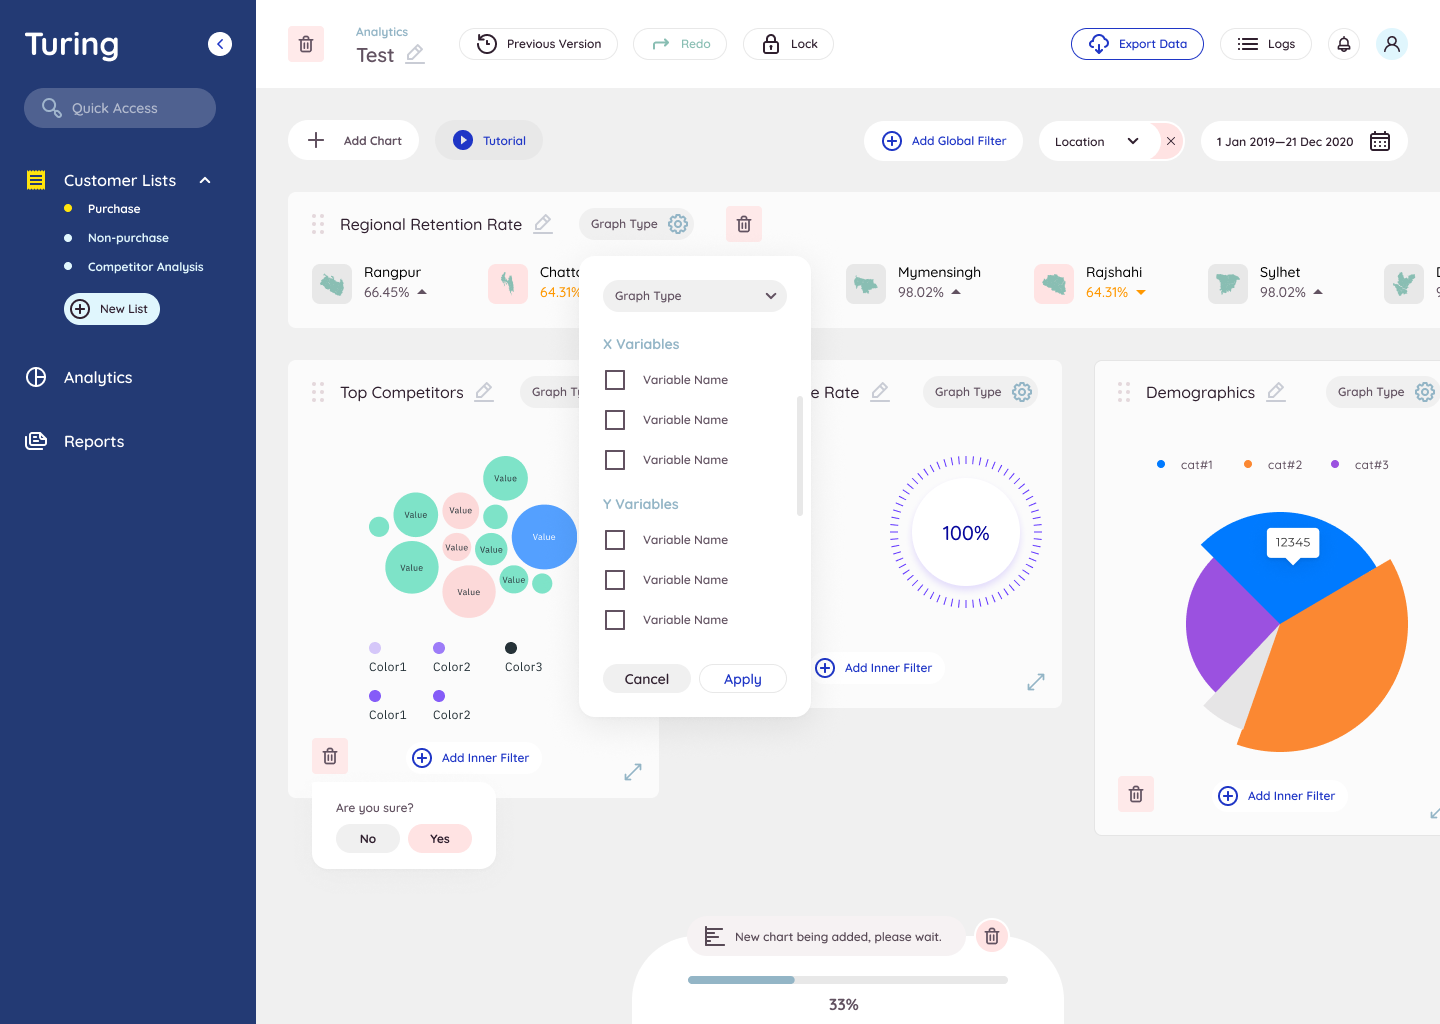 Turing
Quick Access
Customer Lists
Purchase
Non-purchase
Competitor Analysis
New List
Analytics
Reports
Analytics
Test
Previous Version
Redo
Lock
Export Data
Logs
Add Chart
Tutorial
Add Global Filter
Location
1 Jan 2019—21 Dec 2020
Regional Retention Rate
Graph Type
Rangpur
66.45%
Chatto
64.31%
Mymensingh
98.02%
Rajshahi
64.31%
Sylhet
98.02%
D
9
Graph Type
X Variables
Variable Name
Variable Name
Variable Name
Y Variables
Variable Name
Variable Name
Variable Name
Cancel
Apply
Top Competitors
Graph Ty
Value
Value
Value
Value
Value
Value
Value
Value
Value
Color1
Color2
Color3
Color1
Color2
Add Inner Filter
Are you sure?
No
Yes
e Rate
Graph Type
100%
Add Inner Filter
Demographics
Graph Type
cat#1
cat#2
cat#3
12345
Add Inner Filter
New chart being added, please wait.
33%